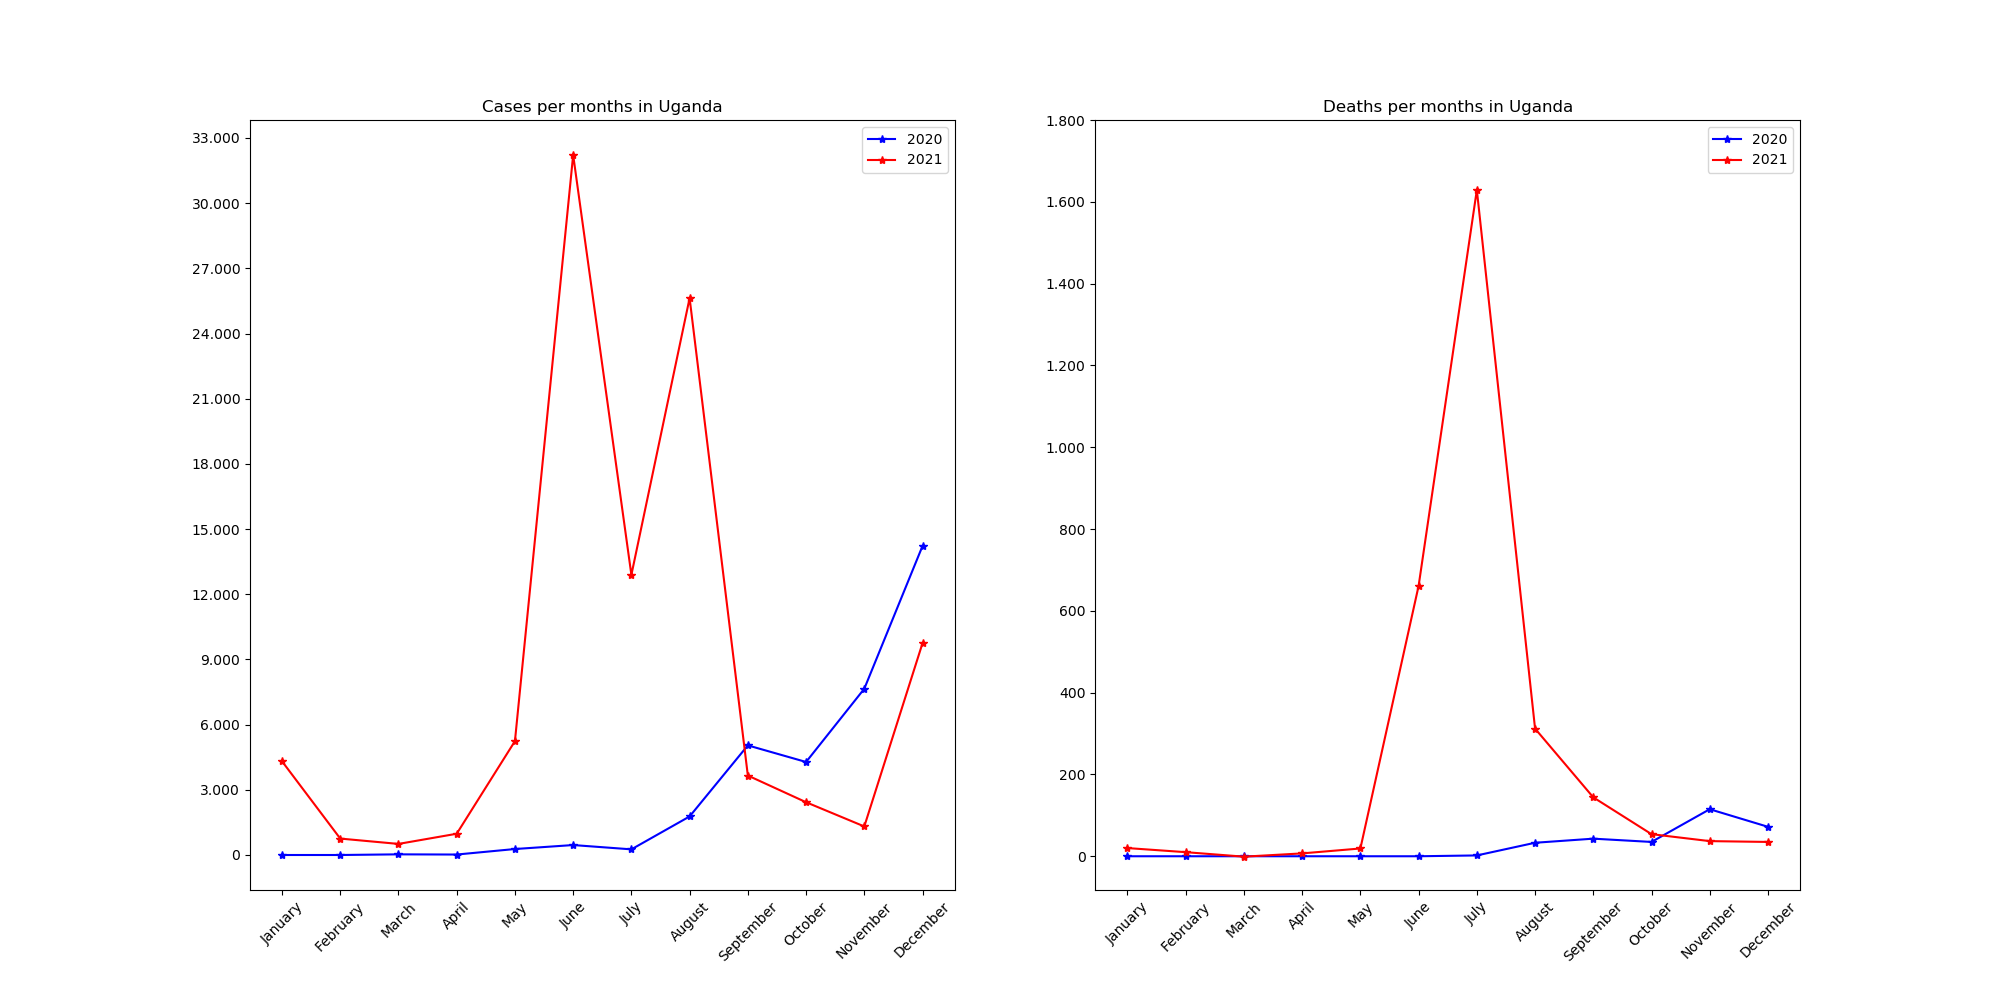 Cases per months in Uganda
33.000
30.000
27.000
24.000
21.000
18.000
15.000
12.000
9.000
6.000
3.000
0
2020
2021
January
February
March
April
May
June
July
August
September
October
November
December
Deaths per months in Uganda
1.800
1.600
1.400
1.200
1.000
800
600
400
200
0
2020
2021
January
February
March
April
May
June
July
August
September
October
November
December